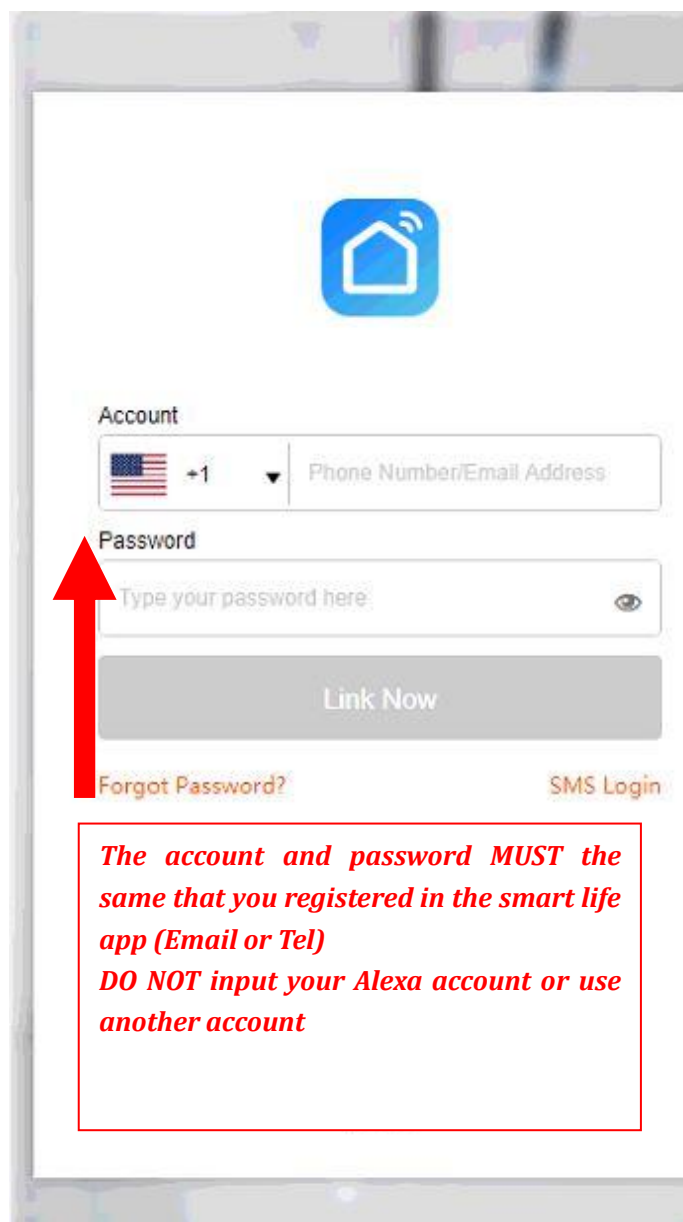 Account
+1 Phone Number/Email Address
Password
Type your password here
Link Now
Forgot Password? SMS Login
The account and password MUST the
same that you registered in the smart life
app (Email or Tel)
DO NOT input your Alexa account or use
another account